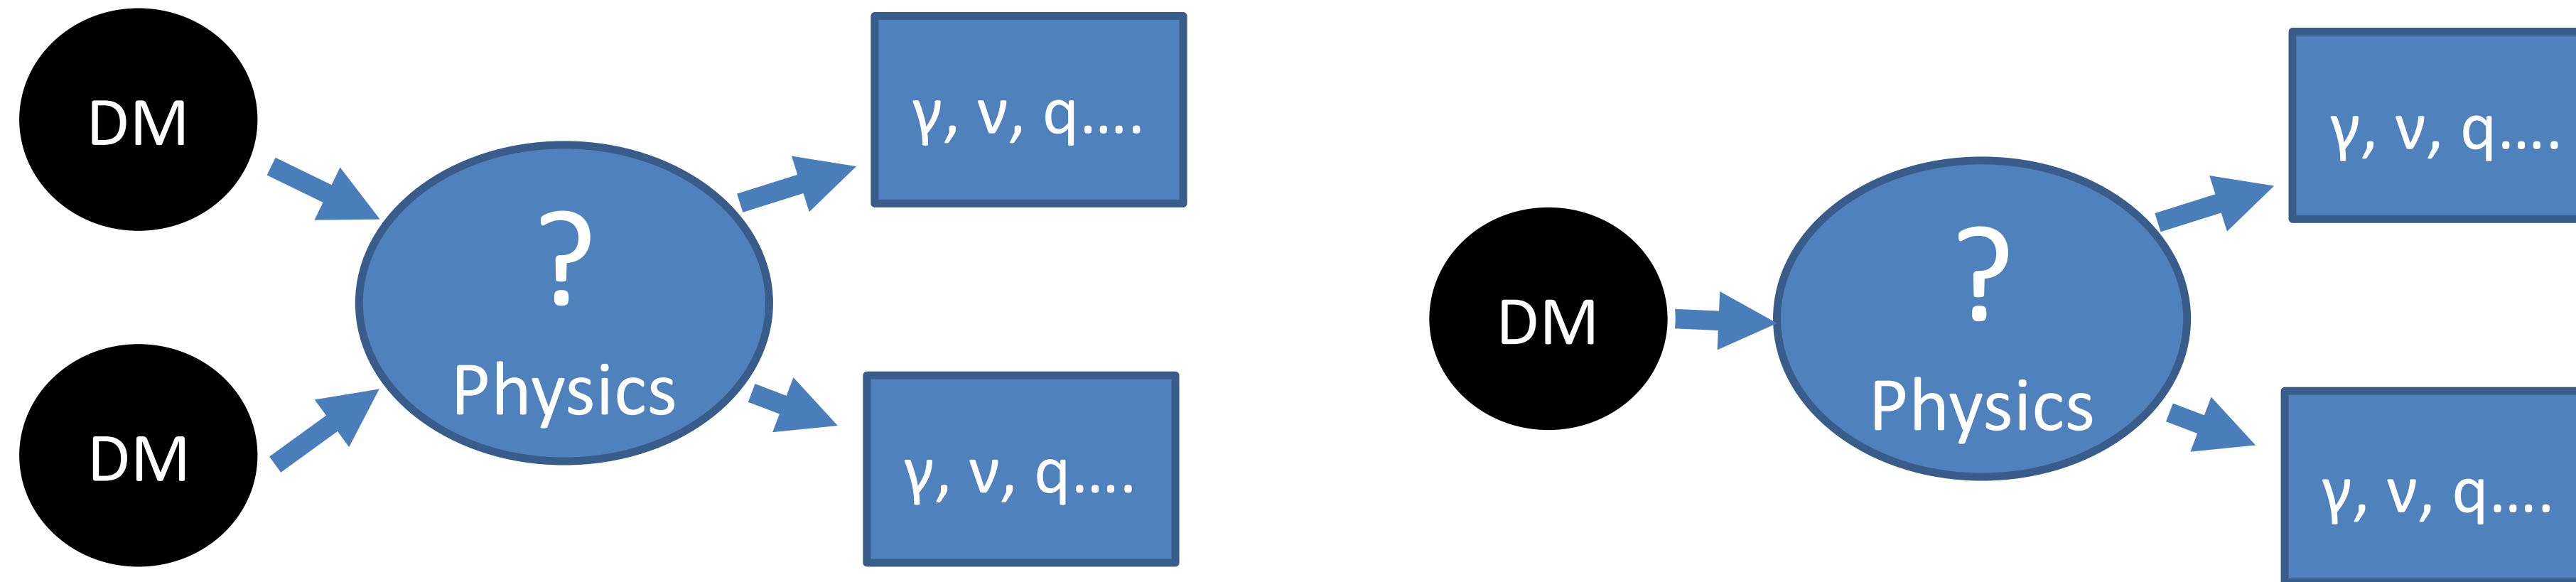 DM
DM
?
Physics
γ, ν, q....
γ, ν, q....
DM
?
Physics
γ, ν, q....
γ, ν, q....